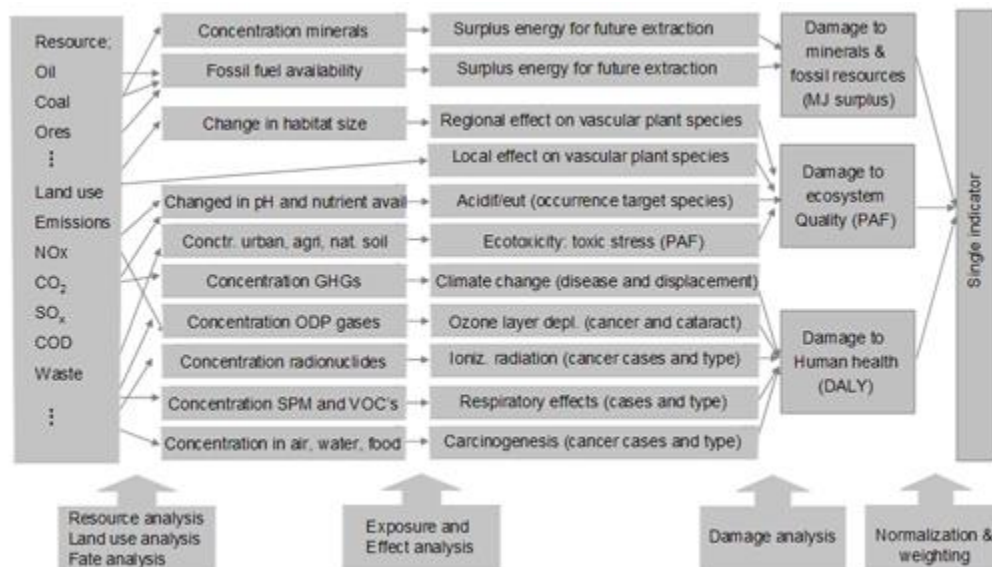 Resource;
Oil
Coal
Ores
⋮
Land use
Emissions
NOx
CO₂
SOₓ
COD
Waste
⋮
Concentration minerals
Fossil fuel availability
Change in habitat size
Changed in pH and nutrient avail
Conctr. urban, agri, nat. soil
Concentration GHGs
Concentration ODP gases
Concentration radionuclides
Concentration SPM and VOC's
Concentration in air, water, food
Surplus energy for future extraction
Surplus energy for future extraction
Regional effect on vascular plant species
Local effect on vascular plant species
Acidif/eut (occurrence target species)
Ecotoxicity: toxic stress (PAF)
Climate change (disease and displacement)
Ozone layer depl. (cancer and cataract)
Ioniz. radiation (cancer cases and type)
Respiratory effects (cases and type)
Carcinogenesis (cancer cases and type)
Damage to
minerals &
fossil resources
(MJ surplus)
Damage to
ecosystem
Quality (PAF)
Damage to
Human health
(DALY)
Single indicator
Resource analysis
Land use analysis
Fate analysis
Exposure and
Effect analysis
Damage analysis
Normalization &
weighting